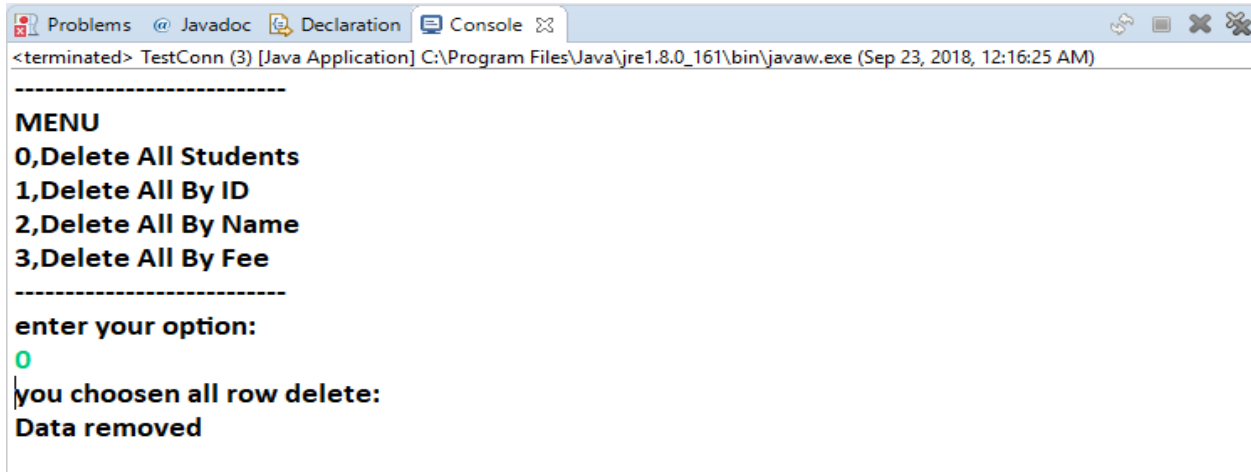 Problems @ Javadoc Declaration Console
<terminated> TestConn (3) [Java Application] C:\Program Files\Java\jre1.8.0_161\bin\javaw.exe (Sep 23, 2018, 12:16:25 AM)
---------------------------
MENU
0,Delete All Students
1,Delete All By ID
2,Delete All By Name
3,Delete All By Fee
---------------------------
enter your option:
0
you choosen all row delete:
Data removed